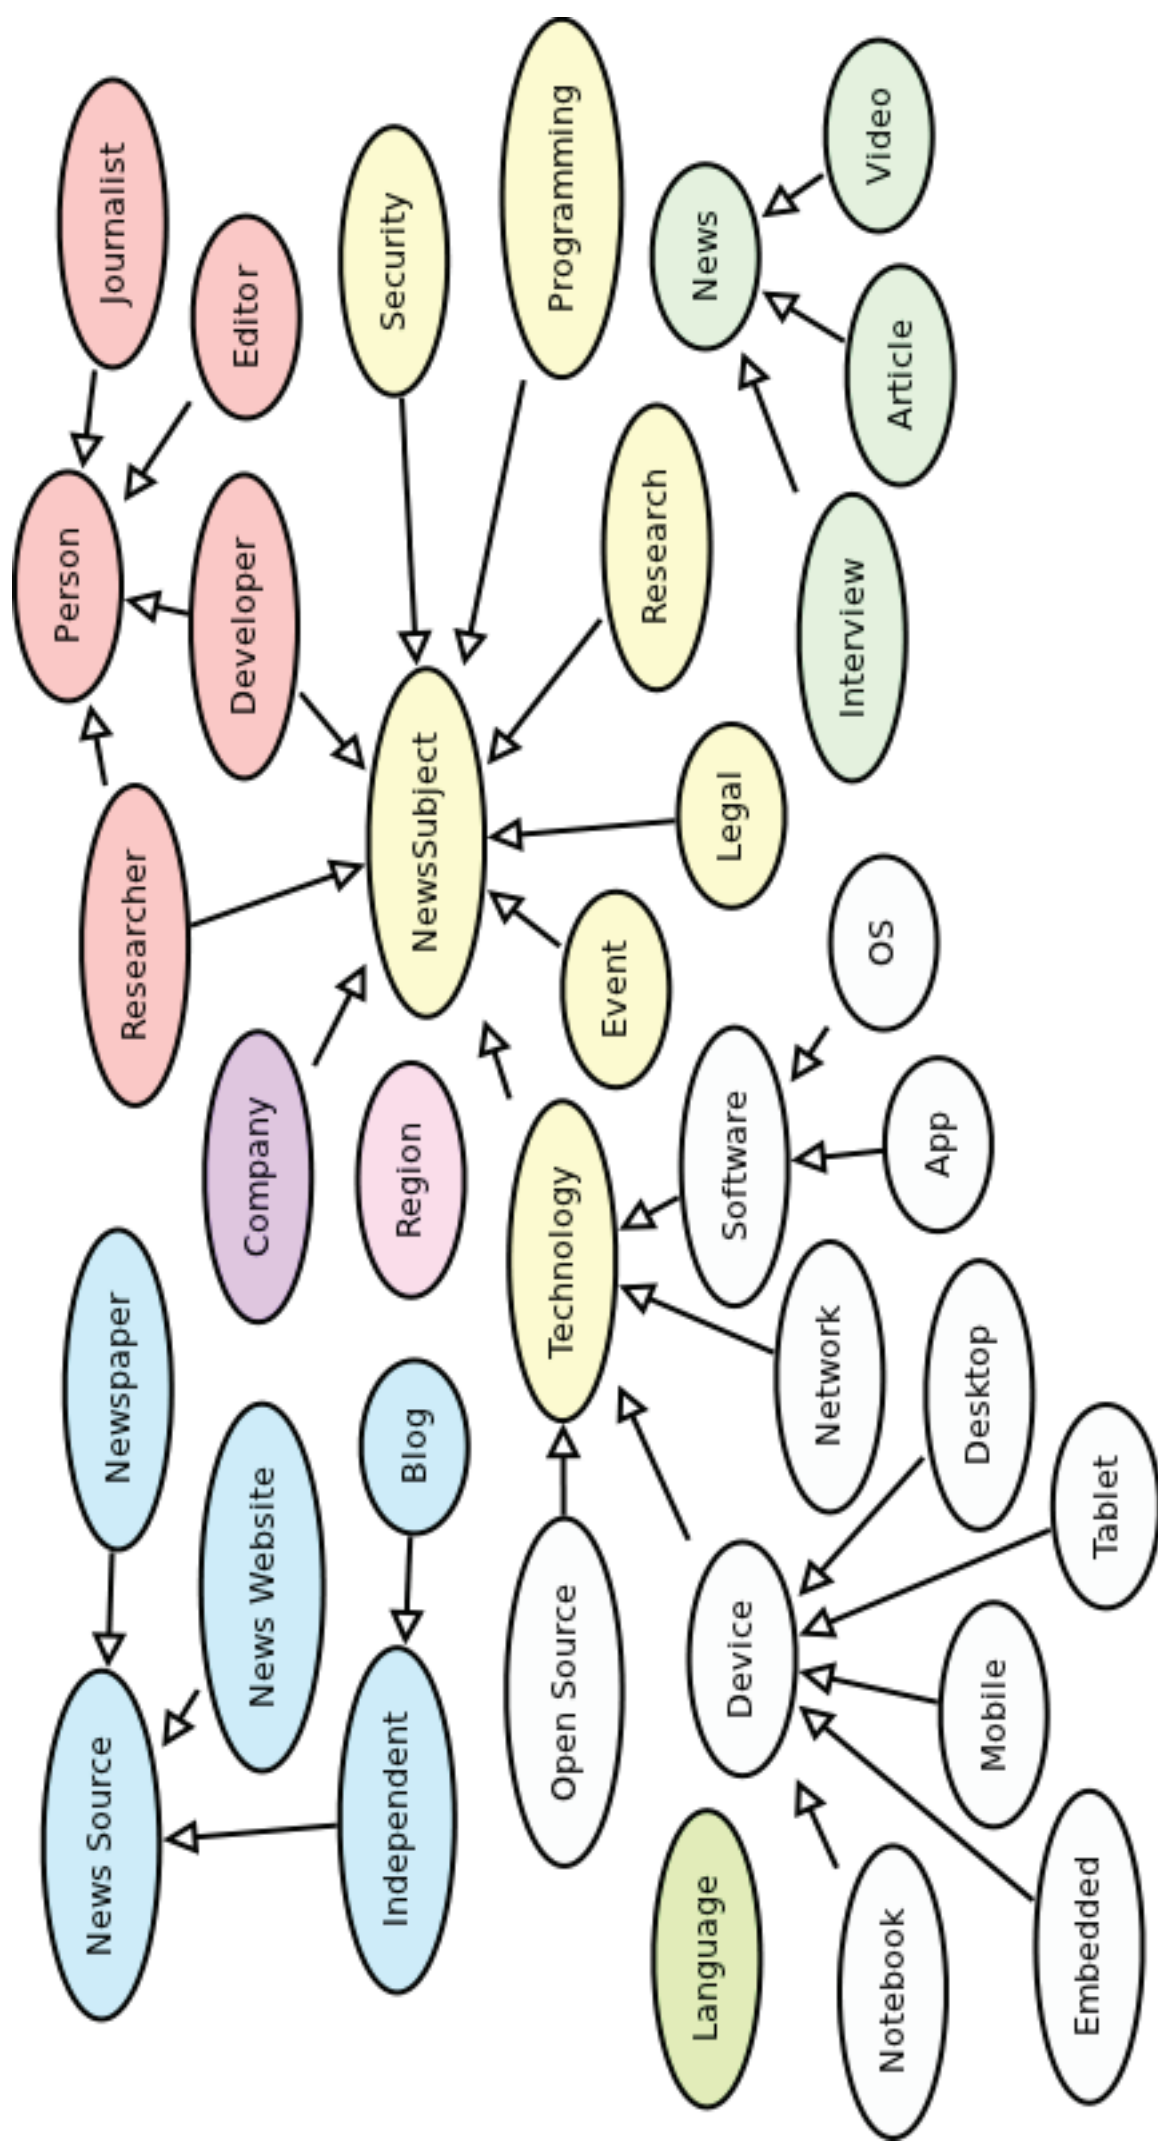 News Source
Newspaper
Researcher
Person
Journalist
News Website
Company
Developer
Editor
Independent
Blog
Region
NewsSubject
Security
Open Source
Technology
Event
Research
Programming
Language
Device
Software
Legal
News
Notebook
Mobile
Network
App
OS
Interview
Article
Video
Embedded
Tablet
Desktop